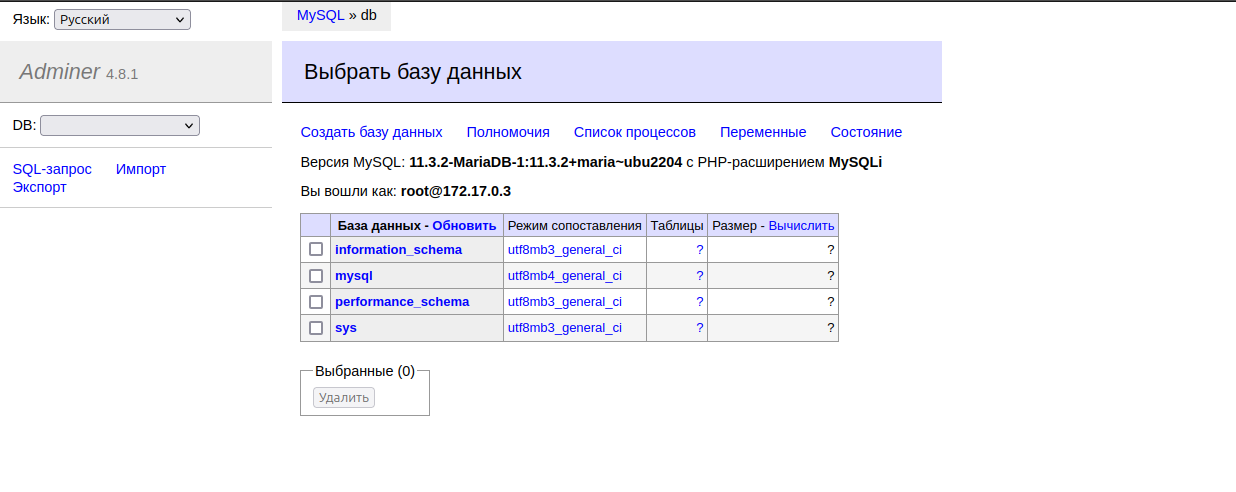 Язык: Русский
MySQL » db
Adminer 4.8.1
Выбрать базу данных
DB:
SQL-запрос Импорт
Экспорт
Создать базу данных Полномочия Список процессов Переменные Состояние
Версия MySQL: 11.3.2-MariaDB-1:11.3.2+maria~ubu2204 с PHP-расширением MySQLi
Вы вошли как: root@172.17.0.3
База данных - Обновить Режим сопоставления Таблицы Размер - Вычислить
information_schema utf8mb3_general_ci ? ?
mysql utf8mb4_general_ci ? ?
performance_schema utf8mb3_general_ci ? ?
sys utf8mb3_general_ci ? ?
Выбранные (0)
Удалить